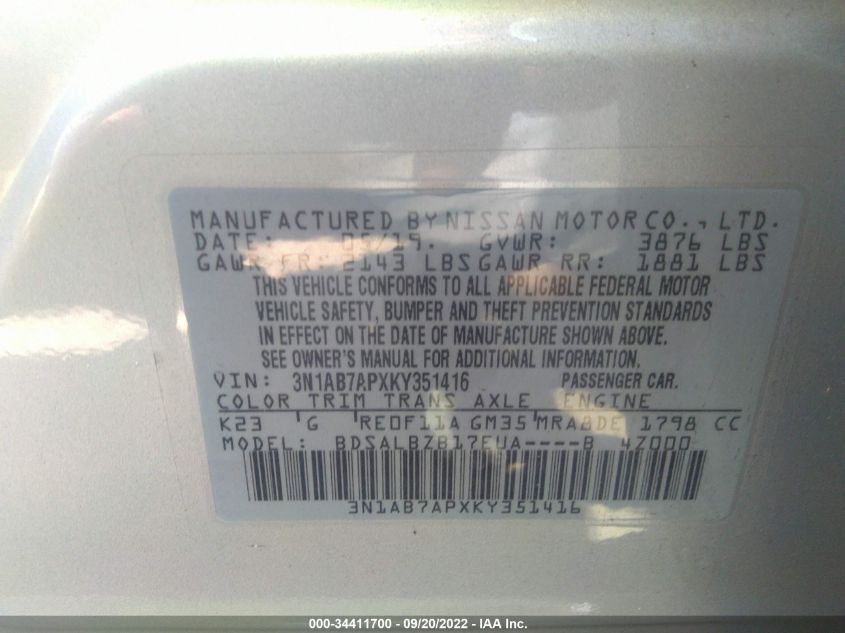 MANUFACTURED BY NISSAN MOTOR CO., LTD.
DATE: 05/19. GVWR: 3876 LBS
GAWR FR: 2143 LBS GAWR RR: 1881 LBS
THIS VEHICLE CONFORMS TO ALL APPLICABLE FEDERAL MOTOR
VEHICLE SAFETY, BUMPER AND THEFT PREVENTION STANDARDS
IN EFFECT ON THE DATE OF MANUFACTURE SHOWN ABOVE.
SEE OWNER'S MANUAL FOR ADDITIONAL INFORMATION.
VIN: 3N1AB7APXKY351416 PASSENGER CAR.
COLOR TRIM TRANS AXLE ENGINE
K23 G RE0F11A GM35 MRA8DE 1798 CC
MODEL: BDSALBZB17EUA----B 4Z000
3N1AB7APXKY351416
000-34411700 - 09/20/2022 - IAA Inc.